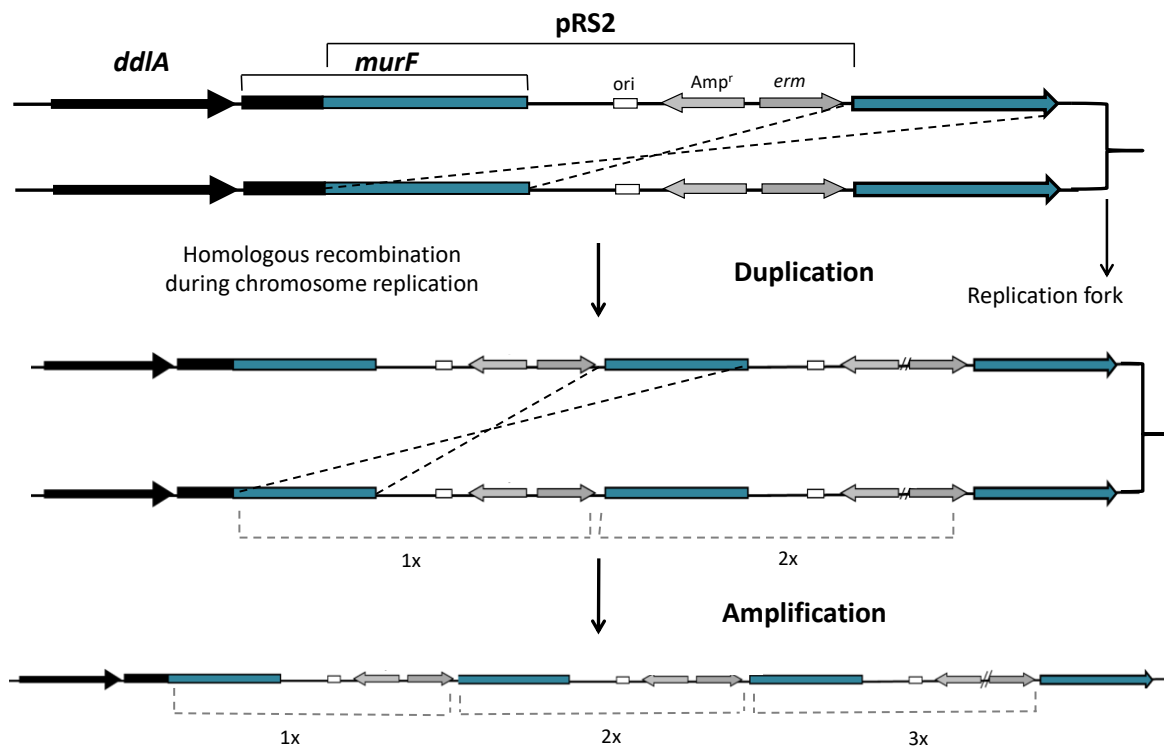 pRS2
ddlA
murF
ori
Ampr
erm
Homologous recombination
during chromosome replication
Duplication
Replication fork
1x
2x
Amplification
1x
2x
3x